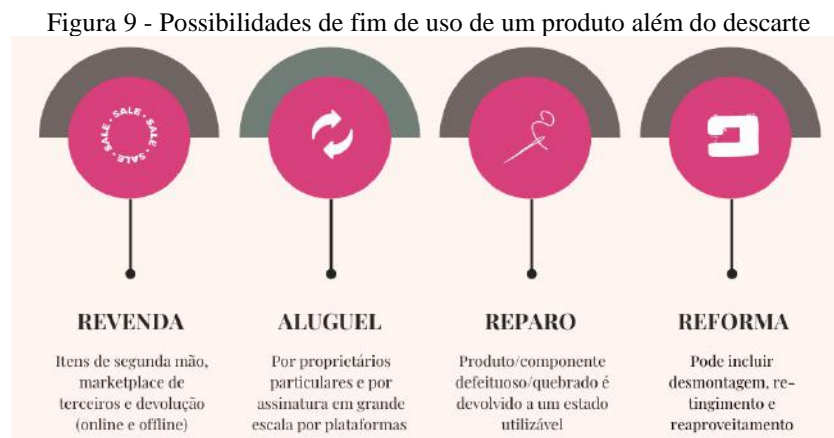 Figura 9 - Possibilidades de fim de uso de um produto além do descarte
SALE · SALE · SALE · SALE ·
REVENDA
Itens de segunda mão,
marketplace de
terceiros e devolução
(online e offline)
ALUGUEL
Por proprietários
particulares e por
assinatura em grande
escala por plataformas
REPARO
Produto/componente
defeituoso/quebrado é
devolvido a um estado
utilizável
REFORMA
Pode incluir
desmontagem, re-
tingimento e
reaproveitamento